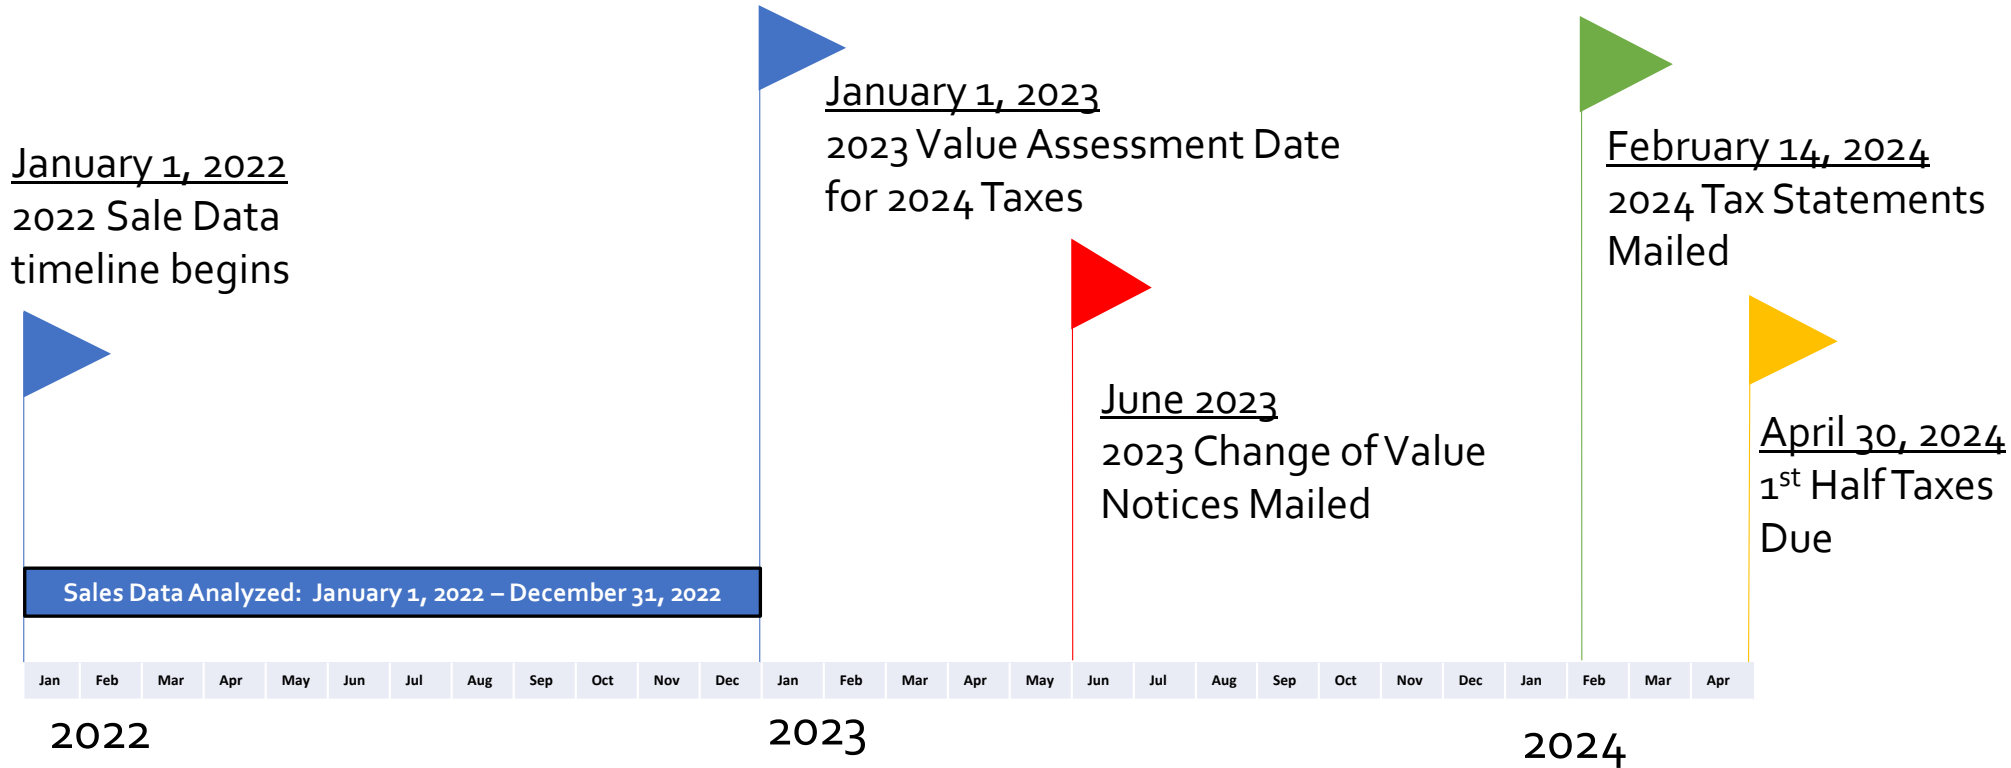 January 1, 2022
2022 Sale Data
timeline begins
January 1, 2023
2023 Value Assessment Date
for 2024 Taxes
June 2023
2023 Change of Value
Notices Mailed
February 14, 2024
2024 Tax Statements
Mailed
April 30, 2024
1st Half Taxes
Due
Sales Data Analyzed: January 1, 2022 – December 31, 2022
Jan Feb Mar Apr May Jun Jul Aug Sep Oct Nov Dec Jan Feb Mar Apr May Jun Jul Aug Sep Oct Nov Dec Jan Feb Mar Apr
2022 2023 2024